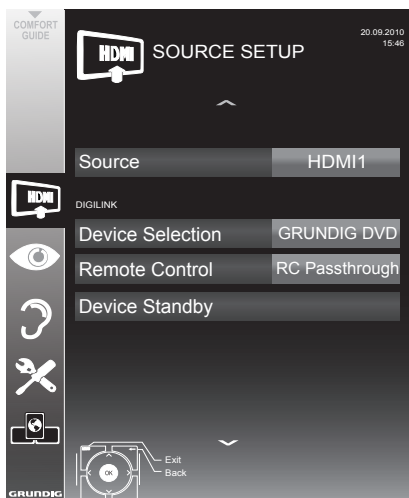 COMFORT
GUIDE
HDMI
SOURCE SETUP
20.09.2010
15:46
Source
HDMI1
HDMI
DIGILINK
Device Selection
GRUNDIG DVD
Remote Control
RC Passthrough
Device Standby
OK
Exit
Back
GRUNDIG